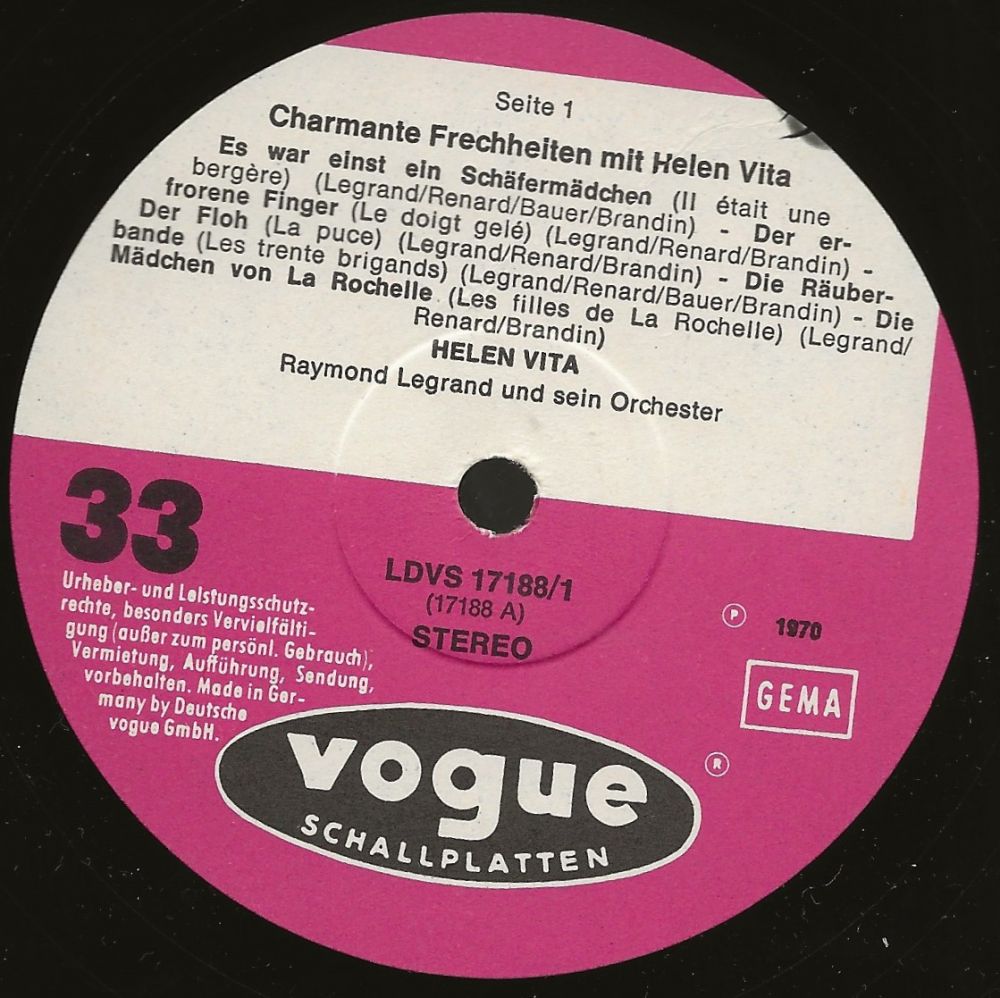 Seite 1
Charmante Frechheiten mit Helen Vita
Es war einst ein Schäfermädchen (Il était une
bergère) (Legrand/Renard/Bauer/Brandin) - Der er-
frorene Finger (Le doigt gelé) (Legrand/Renard/Brandin) -
Der Floh (La puce) (Legrand/Renard/Brandin) - Die Räuber-
bande (Les trente brigands) (Legrand/Renard/Bauer/Brandin) - Die
Mädchen von La Rochelle (Les filles de La Rochelle) (Legrand/
Renard/Brandin)
HELEN VITA
Raymond Legrand und sein Orchester
33
Urheber- und Leistungsschutz-
rechte, besonders Vervielfälti-
gung (außer zum persönl. Gebrauch),
Vermietung, Aufführung, Sendung,
vorbehalten. Made in Ger-
many by Deutsche
vogue GmbH.
LDVS 17188/1
(17188 A)
STEREO
℗ 1970
GEMA
®
vogue
SCHALLPLATTEN